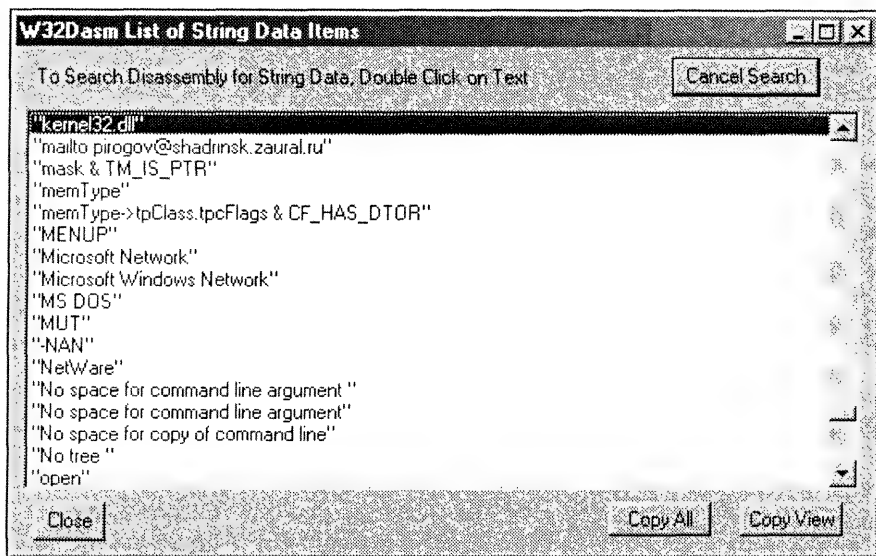 W32Dasm List of String Data Items
To Search Disassembly for String Data, Double Click on Text
Cancel Search
"kernel32.dll"
"mailto pirogov@shadrinsk.zaural.ru"
"mask & TM_IS_PTR"
"memType"
"memType->tpClass.tpcFlags & CF_HAS_DTOR"
"MENUP"
"Microsoft Network"
"Microsoft Windows Network"
"MS DOS"
"MUT"
"-NAN"
"NetWare"
"No space for command line argument "
"No space for command line argument"
"No space for copy of command line"
"No tree "
"open"
Close
Copy All
Copy View